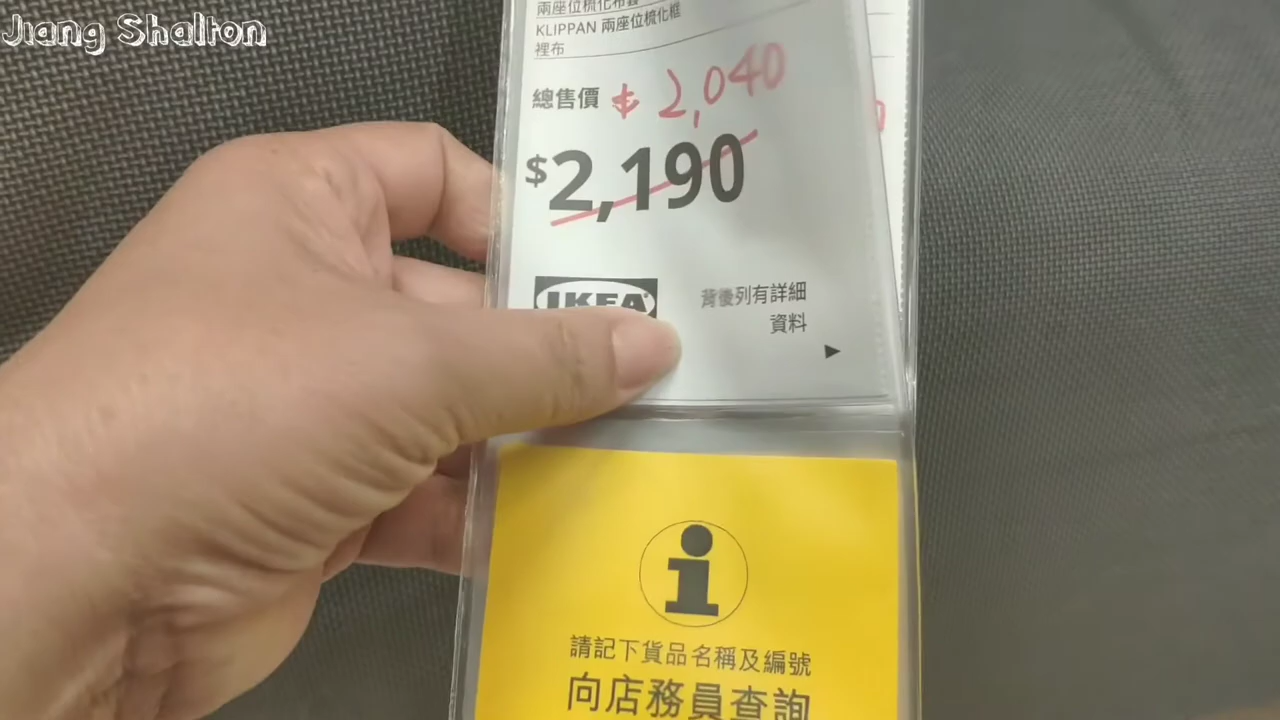 Jiang Shalton
兩座位梳化布套
KLIPPAN 兩座位梳化框
裡布
總售價 $ 2,040
$2,190
IKEA
背後列有詳細
資料
i
請記下貨品名稱及編號
向店務員查詢